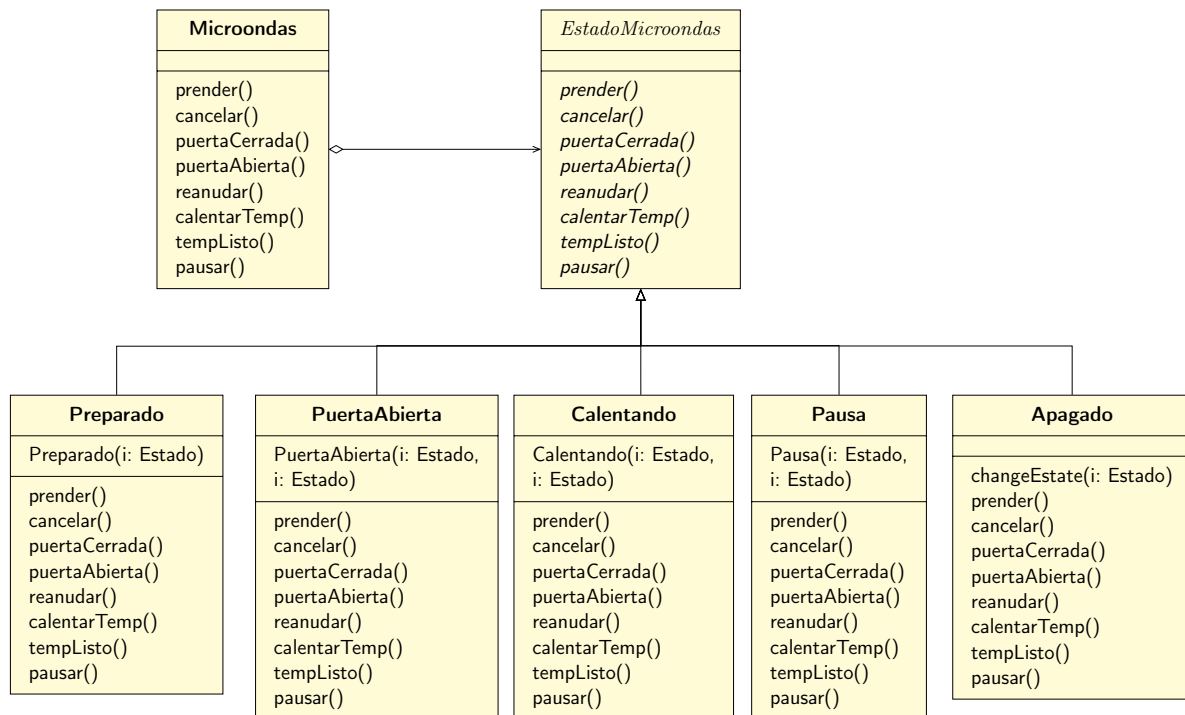 Microondas
prender()
cancelar()
puertaCerrada()
puertaAbierta()
reanudar()
calentarTemp()
tempListo()
pausar()
EstadoMicroondas
prender()
cancelar()
puertaCerrada()
puertaAbierta()
reanudar()
calentarTemp()
tempListo()
pausar()
Preparado
Preparado(i: Estado)
prender()
cancelar()
puertaCerrada()
puertaAbierta()
reanudar()
calentarTemp()
tempListo()
pausar()
PuertaAbierta
PuertaAbierta(i: Estado,
i: Estado)
prender()
cancelar()
puertaCerrada()
puertaAbierta()
reanudar()
calentarTemp()
tempListo()
pausar()
Calentando
Calentando(i: Estado,
i: Estado)
prender()
cancelar()
puertaCerrada()
puertaAbierta()
reanudar()
calentarTemp()
tempListo()
pausar()
Pausa
Pausa(i: Estado,
i: Estado)
prender()
cancelar()
puertaCerrada()
puertaAbierta()
reanudar()
calentarTemp()
tempListo()
pausar()
Apagado
changeEstate(i: Estado)
prender()
cancelar()
puertaCerrada()
puertaAbierta()
reanudar()
calentarTemp()
tempListo()
pausar()